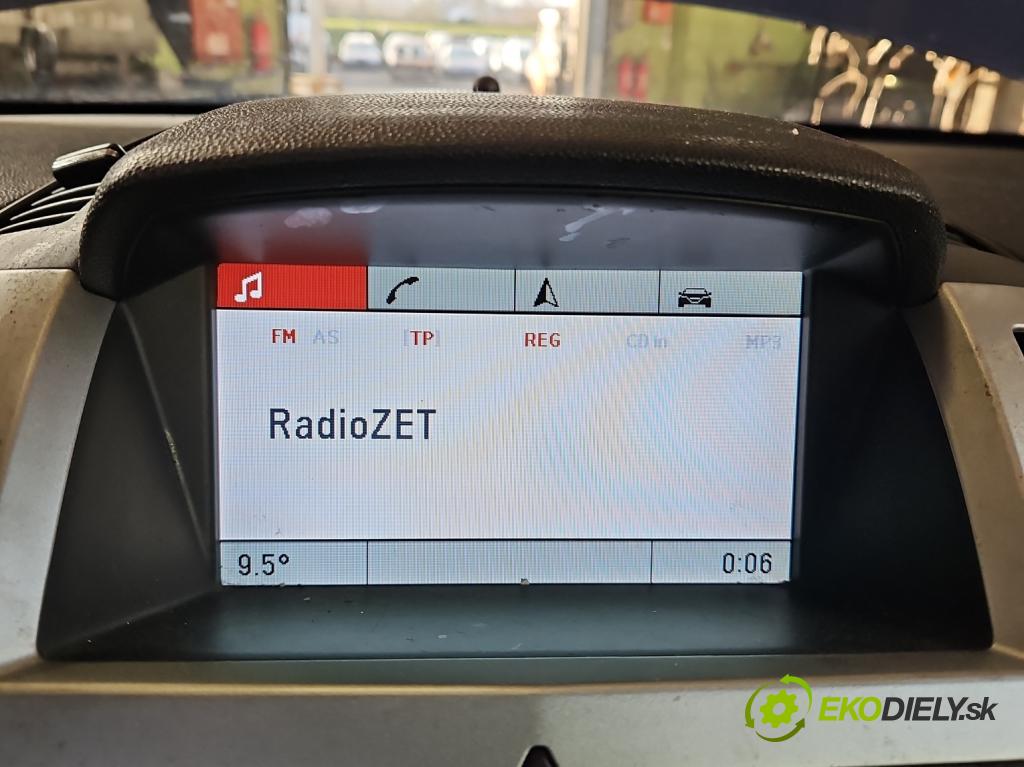 FM AS [TP] REG CD in MP3
RadioZET
9.5° 0:06
EKODIELY.sk